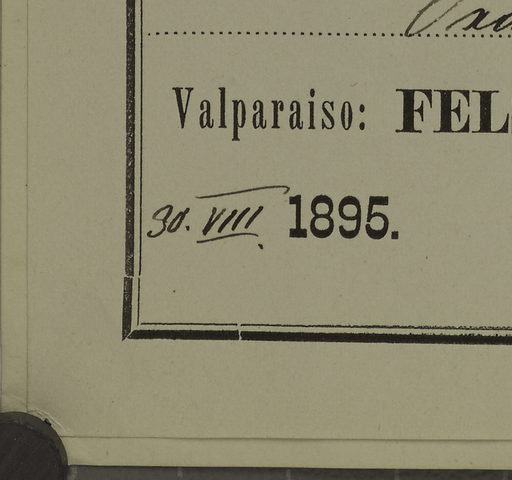 Valparaiso: FEL
30. VIII. 1895.